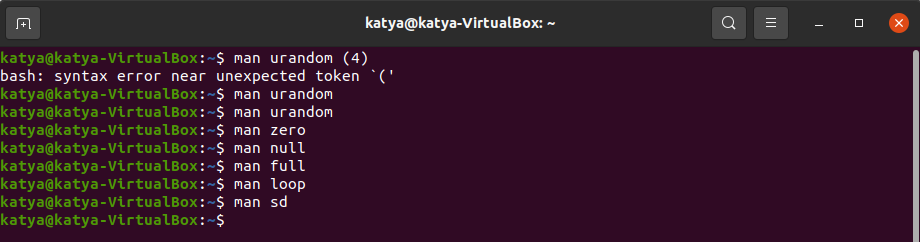 katya@katya-VirtualBox: ~
katya@katya-VirtualBox:~$ man urandom (4)
bash: syntax error near unexpected token `('
katya@katya-VirtualBox:~$ man urandom
katya@katya-VirtualBox:~$ man urandom
katya@katya-VirtualBox:~$ man zero
katya@katya-VirtualBox:~$ man null
katya@katya-VirtualBox:~$ man full
katya@katya-VirtualBox:~$ man loop
katya@katya-VirtualBox:~$ man sd
katya@katya-VirtualBox:~$